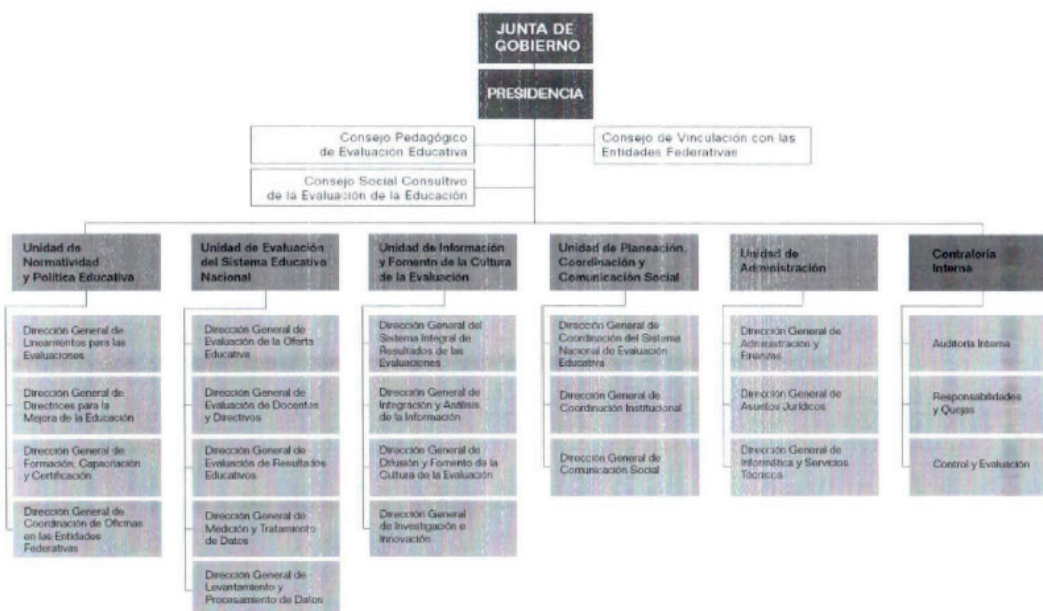 JUNTA DE
GOBIERNO
PRESIDENCIA
Consejo Pedagógico
de Evaluación Educativa
Consejo de Vinculación con las
Entidades Federativas
Consejo Social Consultivo
de la Evaluación de la Educación
Unidad de
Normatividad
y Política Educativa
Dirección General de
Lineamientos para las
Evaluaciones
Dirección General de
Directrices para la
Mejora de la Educación
Dirección General de
Formación, Capacitación
y Certificación
Dirección General de
Coordinación de Oficinas
en las Entidades
Federativas
Unidad de Evaluación
del Sistema Educativo
Nacional
Dirección General de
Evaluación de la Oferta
Educativa
Dirección General de
Evaluación de Docentes
y Directivos
Dirección General de
Evaluación de Resultados
Educativos
Dirección General de
Medición y Tratamiento
de Datos
Dirección General de
Levantamiento y
Procesamiento de Datos
Unidad de Información
y Fomento de la Cultura
de la Evaluación
Dirección General del
Sistema Integral de
Resultados de las
Evaluaciones
Dirección General de
Integración y Análisis
de la Información
Dirección General de
Difusión y Fomento de la
Cultura de la Evaluación
Dirección General
de Investigación e
Innovación
Unidad de Planeación,
Coordinación y
Comunicación Social
Dirección General de
Coordinación del Sistema
Nacional de Evaluación
Educativa
Dirección General de
Coordinación Institucional
Dirección General de
Comunicación Social
Unidad de
Administración
Dirección General de
Administración y
Finanzas
Dirección General de
Asuntos Jurídicos
Dirección General de
Informática y Servicios
Técnicos
Contraloría
Interna
Auditoría Interna
Responsabilidades
y Quejas
Control y Evaluación